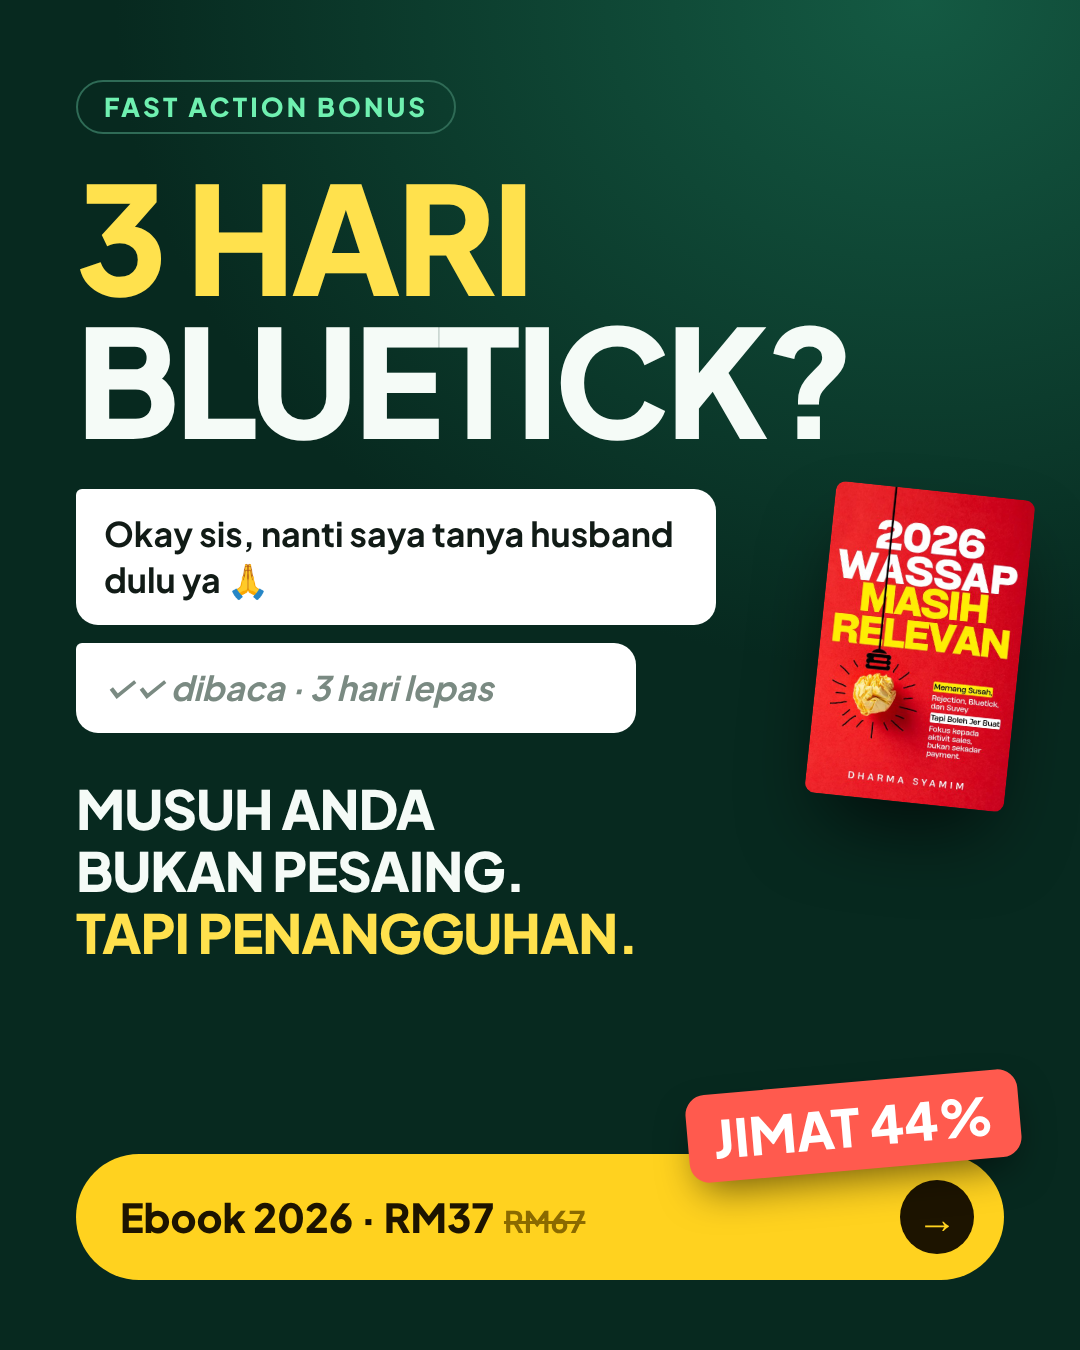 FAST ACTION BONUS
3 HARI
BLUETICK?
Okay sis, nanti saya tanya husband
dulu ya 🙏
✓✓ dibaca · 3 hari lepas
2026
WASSAP
MASIH
RELEVAN
Memang Susah,
Rejection, Bluetick,
dan Suvey
Tapi Boleh Jer Buat
Fokus kepada
aktivit sales,
bukan sekadar
payment.
DHARMA SYAMIM
MUSUH ANDA
BUKAN PESAING.
TAPI PENANGGUHAN.
JIMAT 44%
Ebook 2026 · RM37 RM67 →